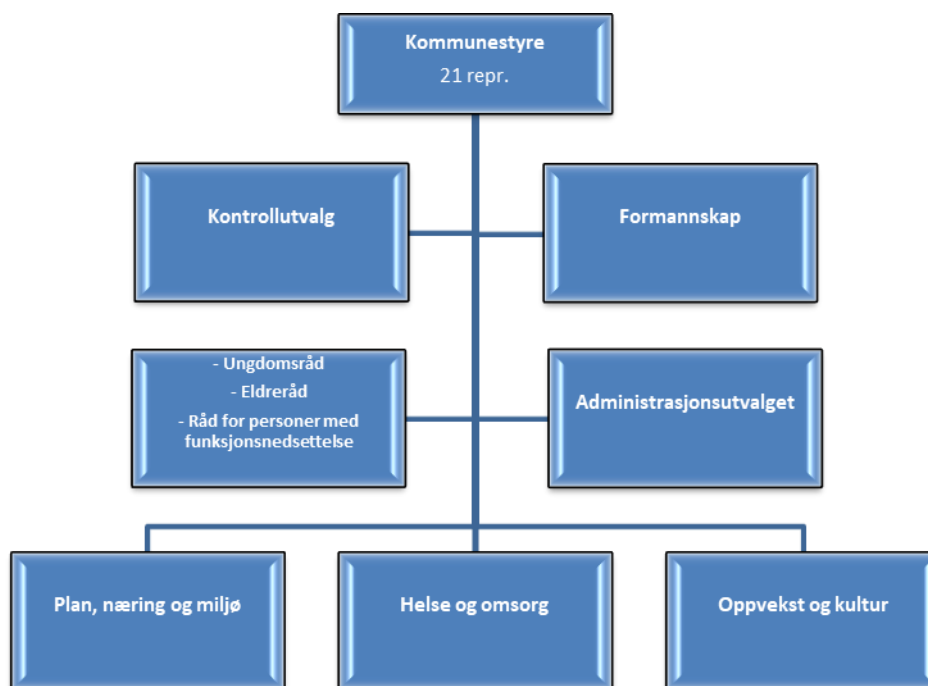 Kommunestyre
21 repr.
Kontrollutvalg
Formannskap
- Ungdomsråd
- Eldreråd
- Råd for personer med
funksjonsnedsettelse
Administrasjonsutvalget
Plan, næring og miljø
Helse og omsorg
Oppvekst og kultur